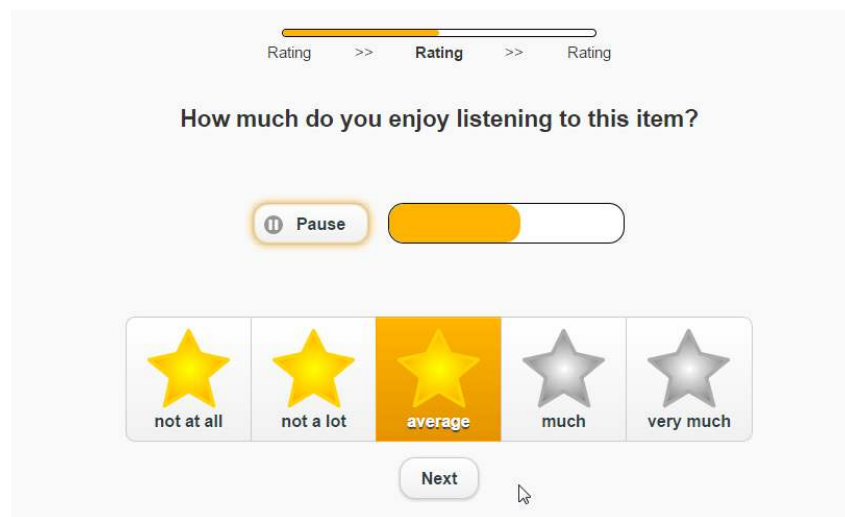 Rating >> Rating >> Rating
How much do you enjoy listening to this item?
Pause
not at all not a lot average much very much
Next